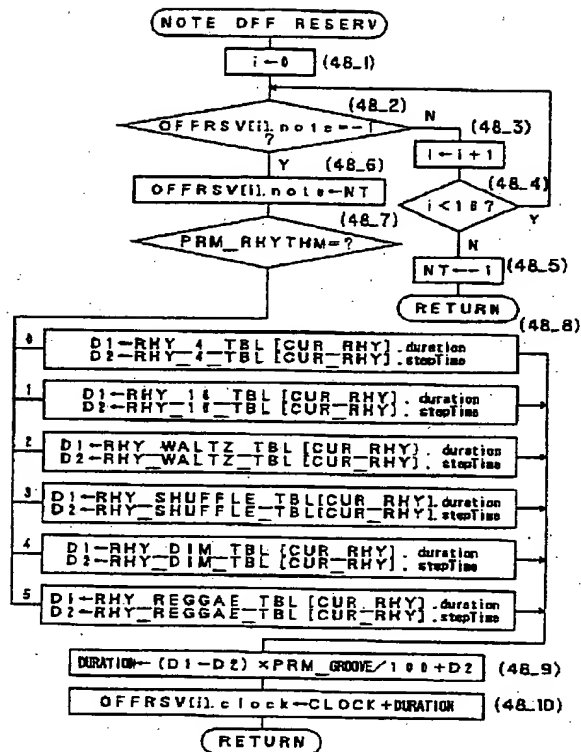 NOTE OFF RESERV
i←0 (48_1)
(48_2)
OFFRSV[i].note=-1
?
N
(48_3)
i←i+1
Y
(48_6)
(48_4)
OFFRSV[i].note←NT
i<16?
Y
(48_7)
PRM_RHYTHM=?
N
NT←-1
(48_5)
RETURN
(48_8)
0
D1←RHY_4_TBL [CUR_RHY].duration
D2←RHY_4_TBL [CUR_RHY].stepTime
1
D1←RHY_16_TBL [CUR_RHY].duration
D2←RHY_16_TBL [CUR_RHY].stepTime
2
D1←RHY_WALTZ_TBL [CUR_RHY].duration
D2←RHY_WALTZ_TBL [CUR_RHY].stepTime
3
D1←RHY_SHUFFLE_TBL[CUR_RHY].duration
D2←RHY_SHUFFLE_TBL[CUR_RHY].stepTime
4
D1←RHY_DIM_TBL [CUR_RHY].duration
D2←RHY_DIM_TBL [CUR_RHY].stepTime
5
D1←RHY_REGGAE_TBL [CUR_RHY].duration
D2←RHY_REGGAE_TBL [CUR_RHY].stepTime
DURATION←(D1-D2)×PRM_GROOVE/100+D2 (48_9)
OFFRSV[i].clock←CLOCK+DURATION (48_10)
RETURN